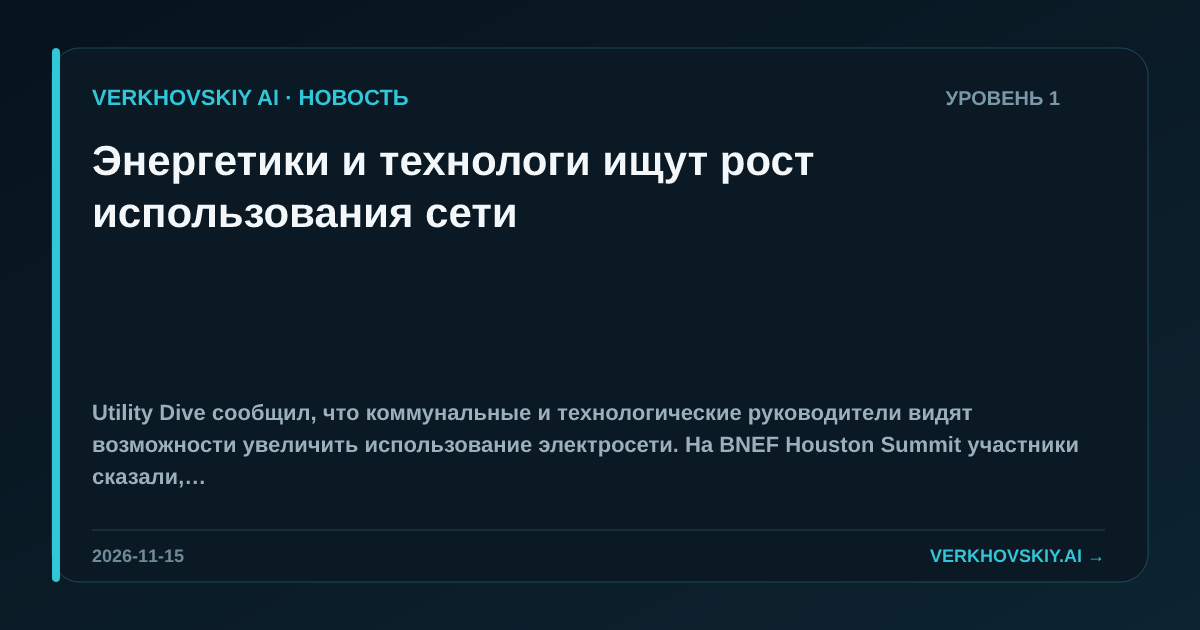 VERKHOVSKIY AI · НОВОСТЬ
УРОВЕНЬ 1
Энергетики и технологи ищут рост
использования сети
Utility Dive сообщил, что коммунальные и технологические руководители видят
возможности увеличить использование электросети. На BNEF Houston Summit участники
сказали,…
2026-11-15
VERKHOVSKIY.AI →